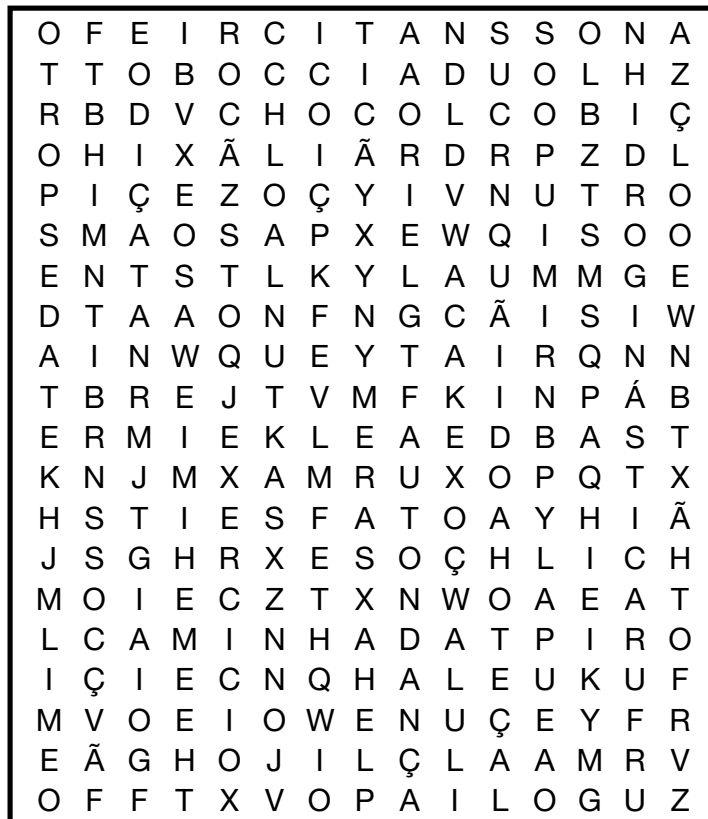 O F E I R C I T A N S S O N A
T T O B O C C I A D U O L H Z
R B D V C H O C O L C O B I Ç
O H I X Ã L I Ã R D R P Z D L
P I Ç E Z O Ç Y I V N U T R O
S M A O S A P X E W Q I S O O
E N T S T L K Y L A U M M G E
D T A A O N F N G C Ã I S I W
A I N W Q U E Y T A I R Q N N
T B R E J T V M F K I N P Á B
E R M I E K L E A E D B A S T
K N J M X A M R U X O P Q T X
H S T I E S F A T O A Y H I Ã
J S G H R X E S O Ç H L I C H
M O I E C Z T X N W O A E A T
L C A M I N H A D A T P I R O
I Ç I E C N Q H A L E U K U F
M V O E I O W E N U Ç E Y F R
E Ã G H O J I L Ç L A A M R V
O F F T X V O P A I L O G U Z